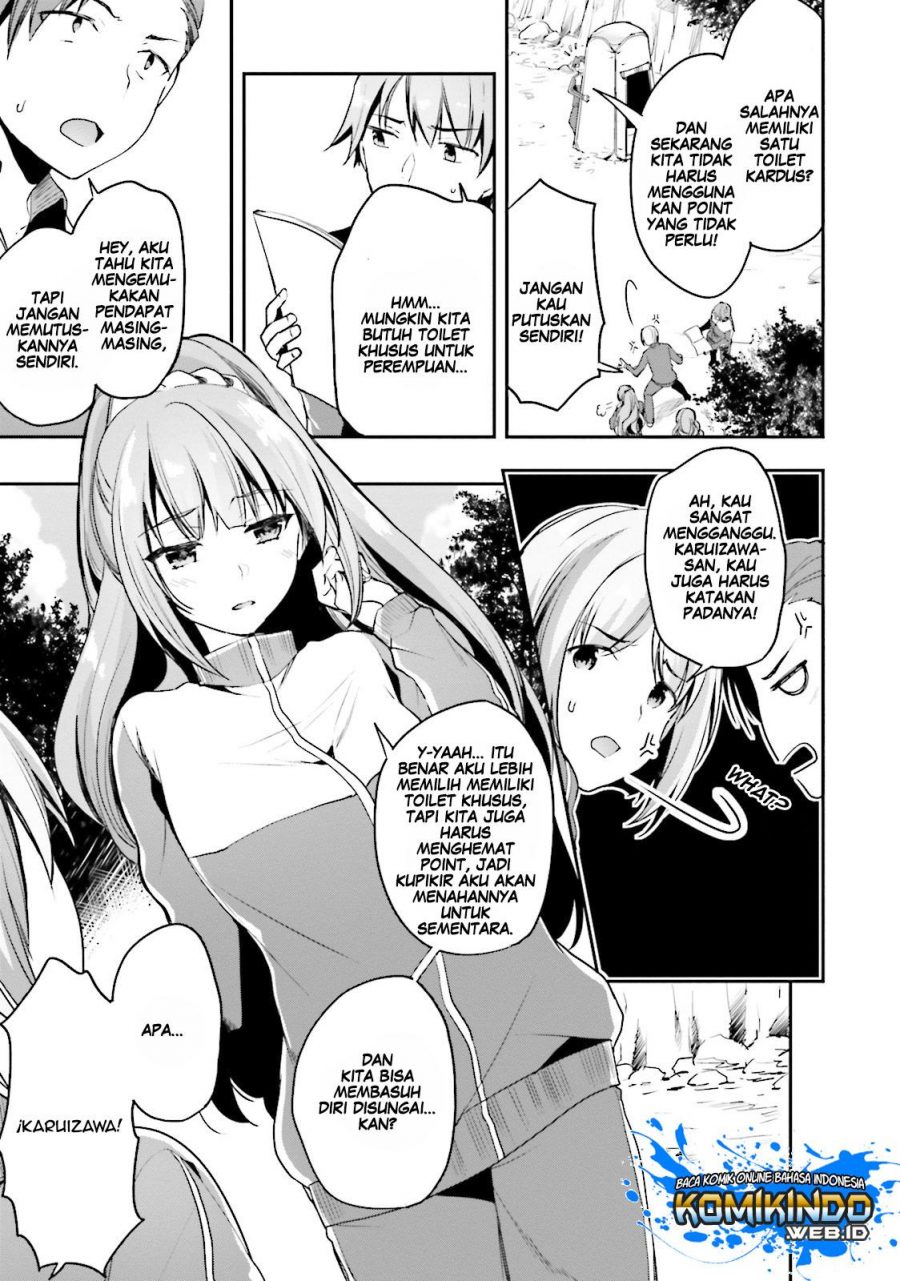 APA
SALAHNYA
MEMILIKI
SATU
TOILET
KARDUS?
DAN
SEKARANG
KITA TIDAK
HARUS
MENGGUNA
KAN POINT
YANG TIDAK
PERLU!
JANGAN
KAU
PUTUSKAN
SENDIRI!
HMM...
MUNGKIN KITA
BUTUH TOILET
KHUSUS UNTUK
PEREMPUAN...
HEY, AKU
TAHU KITA
MENGEMU-
KAKAN
PENDAPAT
MASING-
MASING,
TAPI
JANGAN
MEMUTUS-
KANNYA
SENDIRI.
AH, KAU
SANGAT
MENGGANGGU.
KARUIZAWA-
SAN, KAU
JUGA HARUS
KATAKAN
PADANYA!
WHAT?
Y-YAAH... ITU
BENAR AKU LEBIH
MEMILIH MEMILIKI
TOILET KHUSUS,
TAPI KITA JUGA
HARUS
MENGHEMAT
POINT, JADI
KUPIKIR AKU AKAN
MENAHANNYA
UNTUK
SEMENTARA.
DAN
KITA BISA
MEMBASUH
DIRI DISUNGAI...
KAN?
APA...
¡KARUIZAWA!
BACA KOMIK ONLINE BAHASA INDONESIA
KOMIKINDO
.WEB.ID